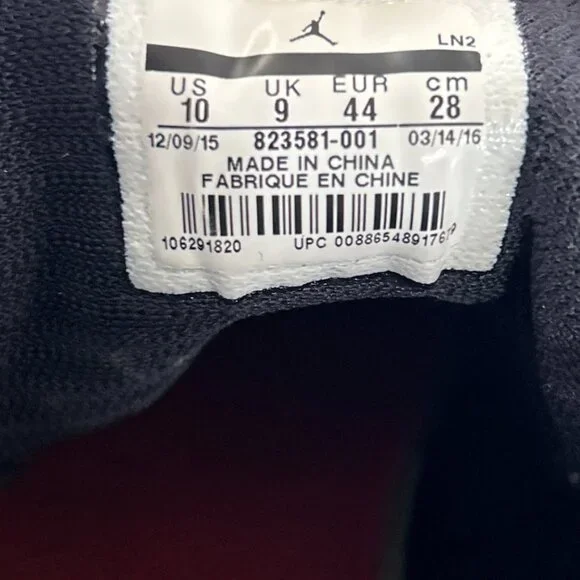 LN2
US UK EUR cm
10 9 44 28
12/09/15 823581-001 03/14/16
MADE IN CHINA
FABRIQUE EN CHINE
106291820 UPC